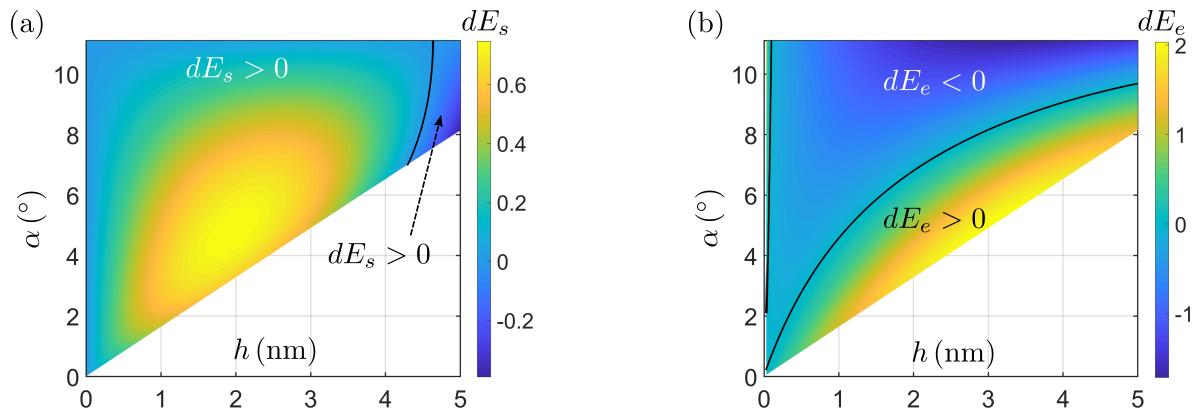 (a)
dE_s
dE_s > 0
10
8
6
4
2
0
α (°)
0 1 2 3 4 5
h (nm)
dE_s > 0
0.6
0.4
0.2
0
-0.2
(b)
dE_e
dE_e < 0
dE_e > 0
10
8
6
4
2
0
α (°)
0 1 2 3 4 5
h (nm)
2
1
0
-1